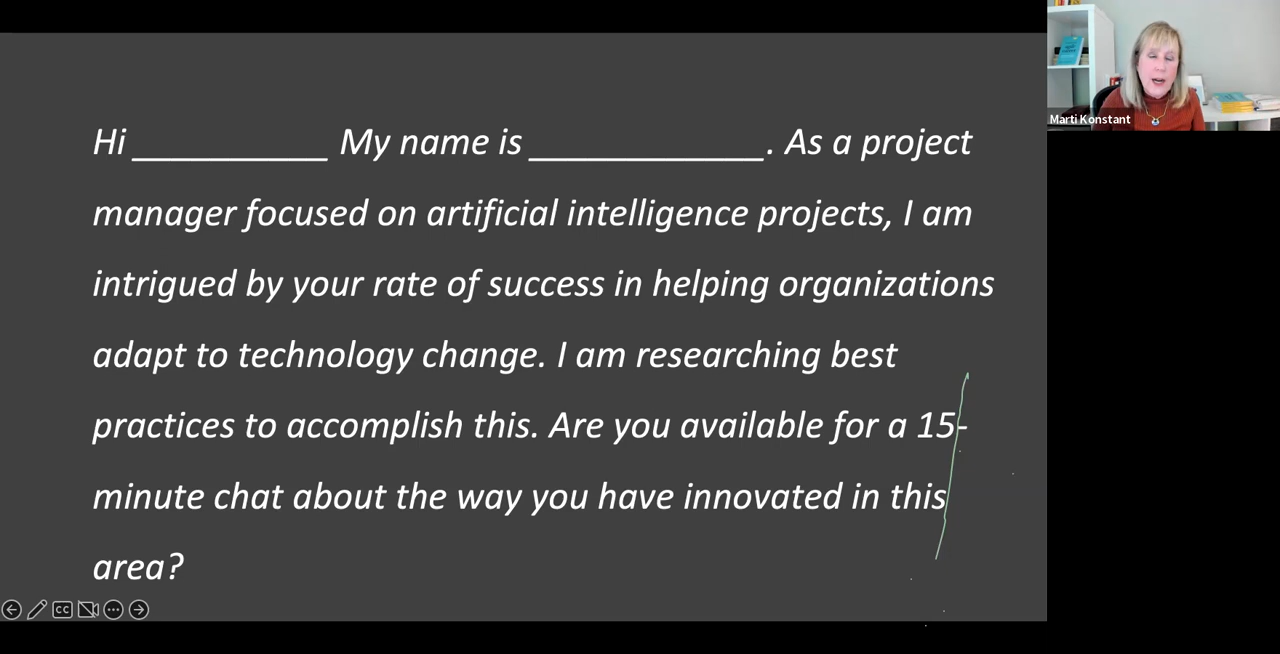 Hi __________ My name is ____________. As a project
manager focused on artificial intelligence projects, I am
intrigued by your rate of success in helping organizations
adapt to technology change. I am researching best
practices to accomplish this. Are you available for a 15-
minute chat about the way you have innovated in this
area?
CC
Marti Konstant